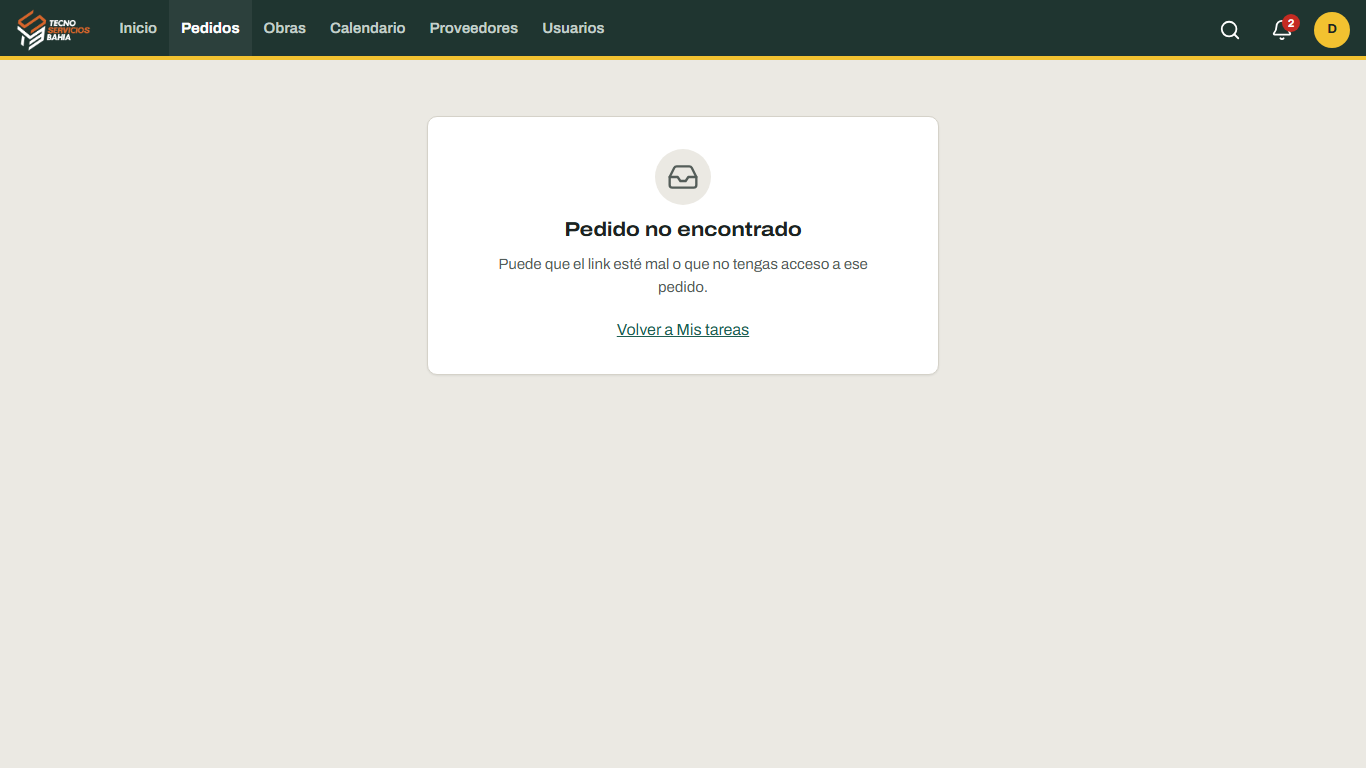 TECNO
SERVICIOS
BAHIA
Inicio
Pedidos
Obras
Calendario
Proveedores
Usuarios
2
D
Pedido no encontrado
Puede que el link esté mal o que no tengas acceso a ese
pedido.
Volver a Mis tareas